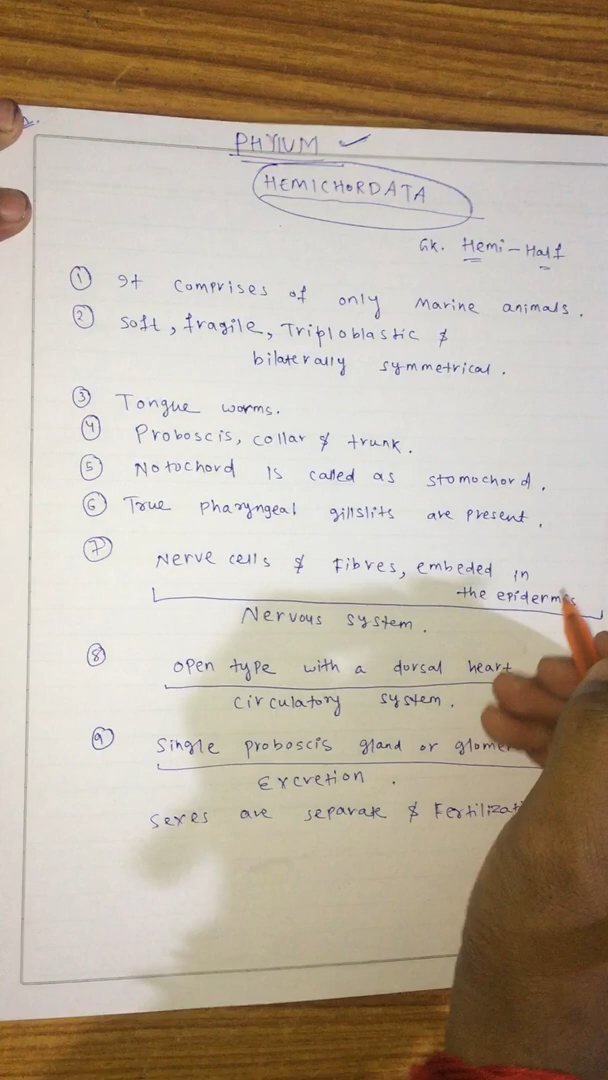 PHYLUM
HEMICHORDATA
Gk. Hemi - Half
① It comprises of only Marine animals.
② Soft, fragile, Triploblastic &
bilaterally symmetrical.
③ Tongue worms.
④ Proboscis, collar & trunk.
⑤ Notochord is called as stomochord.
⑥ True pharyngeal gillslits are present.
⑦ Nerve cells & Fibres, embeded in
the epidermis
Nervous system.
⑧ Open type with a dorsal heart
Circulatory system.
⑨ Single proboscis gland or
Excretion.
Sexes are separate &